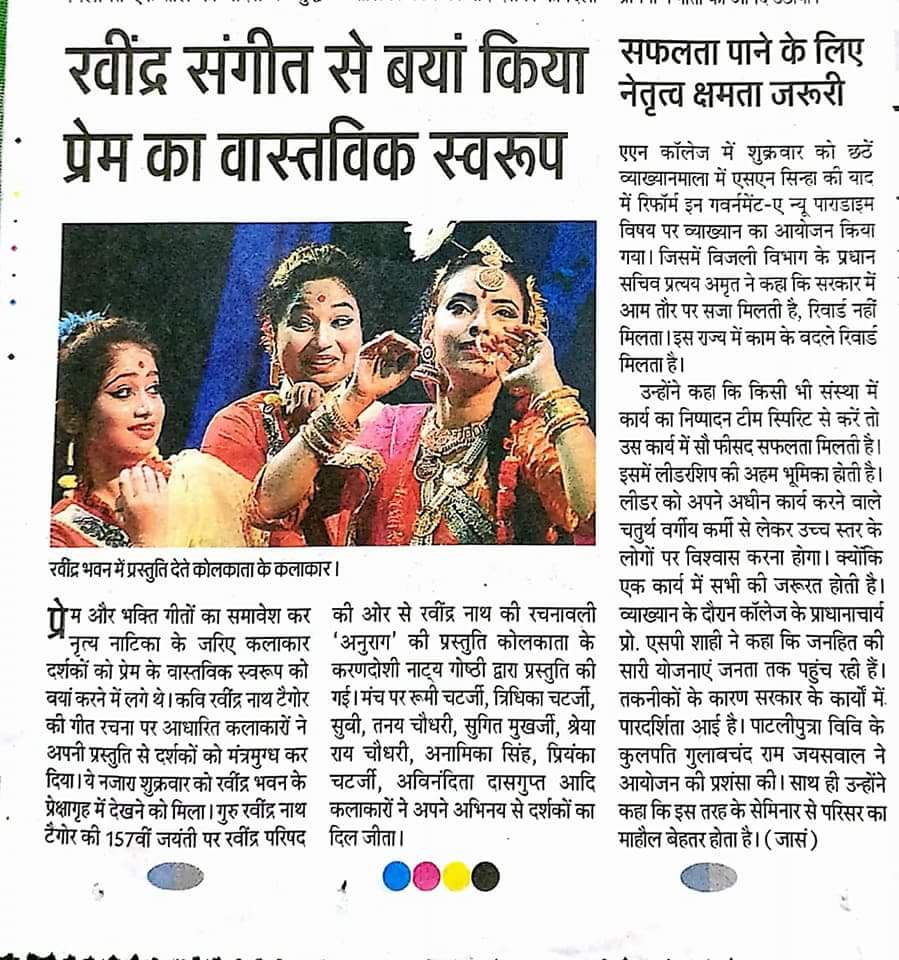 रवींद्र संगीत से बयां किया
प्रेम का वास्तविक स्वरूप
रवींद्र भवन में प्रस्तुति देते कोलकाता के कलाकार।
प्रेम और भक्ति गीतों का समावेश कर
नृत्य नाटिका के जरिए कलाकार
दर्शकों को प्रेम के वास्तविक स्वरूप को
बयां करने में लगे थे। कवि रवींद्र नाथ टैगोर
की गीत रचना पर आधारित कलाकारों ने
अपनी प्रस्तुति से दर्शकों को मंत्रमुग्ध कर
दिया। ये नजारा शुक्रवार को रवींद्र भवन के
प्रेक्षागृह में देखने को मिला। गुरु रवींद्र नाथ
टैगोर की 157वीं जयंती पर रवींद्र परिषद
की ओर से रवींद्र नाथ की रचनावली
'अनुराग' की प्रस्तुति कोलकाता के
करणदोशी नाट्य गोष्ठी द्वारा प्रस्तुति की
गई। मंच पर रूमी चटर्जी, त्रिधिका चटर्जी,
सुबी, तनय चौधरी, सुगित मुखर्जी, श्रेया
राय चौधरी, अनामिका सिंह, प्रियंका
चटर्जी, अविनंदिता दासगुप्त आदि
कलाकारों ने अपने अभिनय से दर्शकों का
दिल जीता।
सफलता पाने के लिए
नेतृत्व क्षमता जरूरी
एएन कॉलेज में शुक्रवार को छठें
व्याख्यानमाला में एसएन सिन्हा की याद
में रिफॉर्म इन गवर्नमेंट-ए न्यू पाराडाइम
विषय पर व्याख्यान का आयोजन किया
गया। जिसमें विजली विभाग के प्रधान
सचिव प्रत्यय अमृत ने कहा कि सरकार में
आम तौर पर सजा मिलती है, रिवार्ड नहीं
मिलता। इस राज्य में काम के वदले रिवार्ड
मिलता है।
उन्होंने कहा कि किसी भी संस्था में
कार्य का निष्पादन टीम स्पिरिट से करें तो
उस कार्य में सौ फीसद सफलता मिलती है।
इसमें लीडरशिप की अहम भूमिका होती है।
लीडर को अपने अधीन कार्य करने वाले
चतुर्थ वर्गीय कर्मी से लेकर उच्च स्तर के
लोगों पर विश्वास करना होगा। क्योंकि
एक कार्य में सभी की जरूरत होती है।
व्याख्यान के दौरान कॉलेज के प्राधानाचार्य
प्रो. एसपी शाही ने कहा कि जनहित की
सारी योजनाएं जनता तक पहुंच रही हैं।
तकनीकों के कारण सरकार के कार्यों में
पारदर्शिता आई है। पाटलीपुत्रा विवि के
कुलपति गुलाबचंद राम जयसवाल ने
आयोजन की प्रशंसा की। साथ ही उन्होंने
कहा कि इस तरह के सेमिनार से परिसर का
माहौल बेहतर होता है। (जासं)